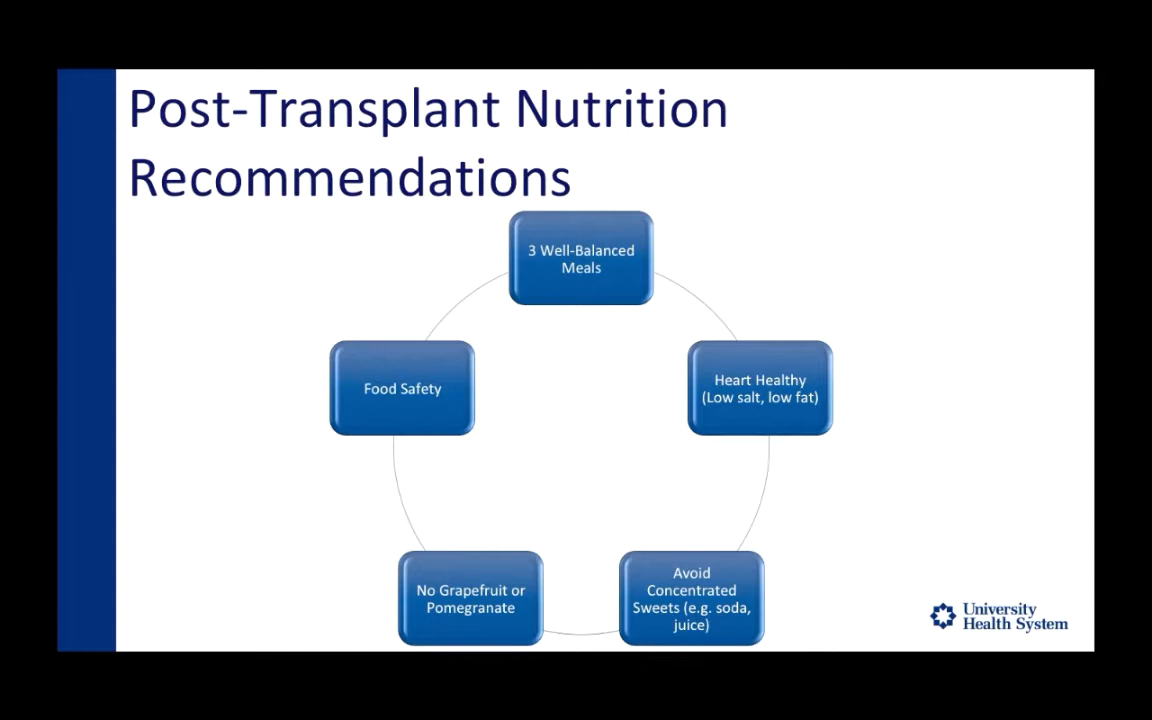 Post-Transplant Nutrition
Recommendations
3 Well-Balanced
Meals
Heart Healthy
(Low salt, low fat)
Avoid
Concentrated
Sweets (e.g. soda,
juice)
No Grapefruit or
Pomegranate
Food Safety
University
Health System